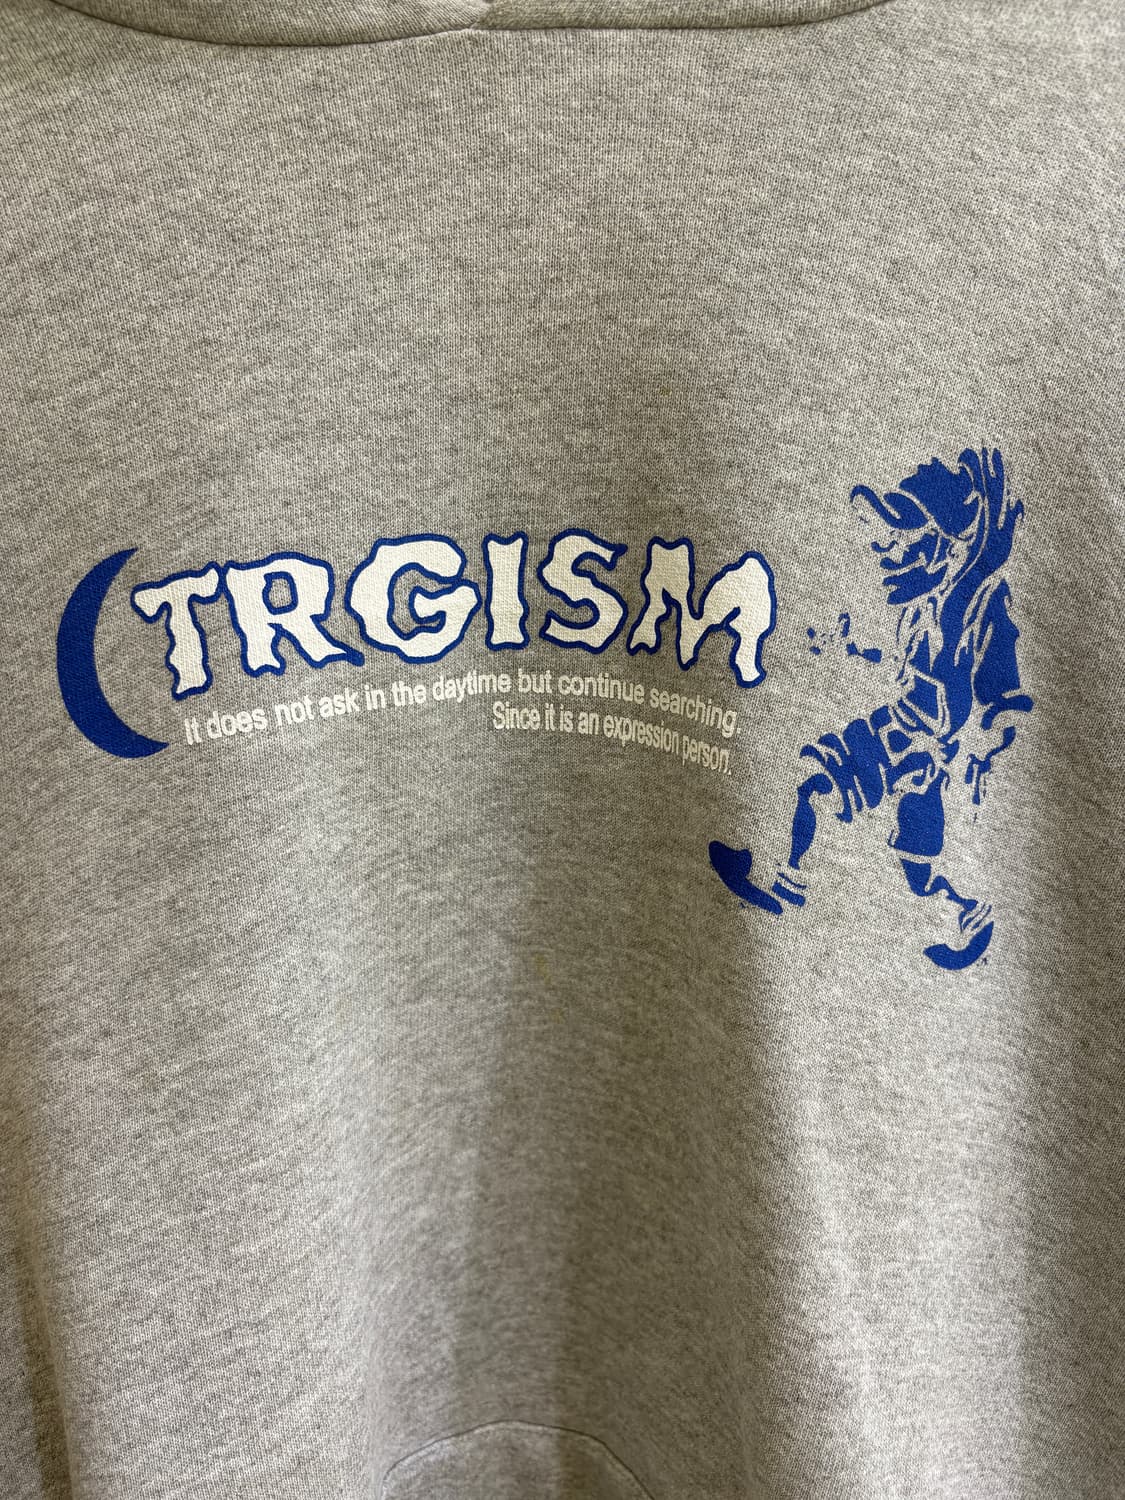 TRGISM
It does not ask in the daytime but continue searching.
Since it is an expression person.